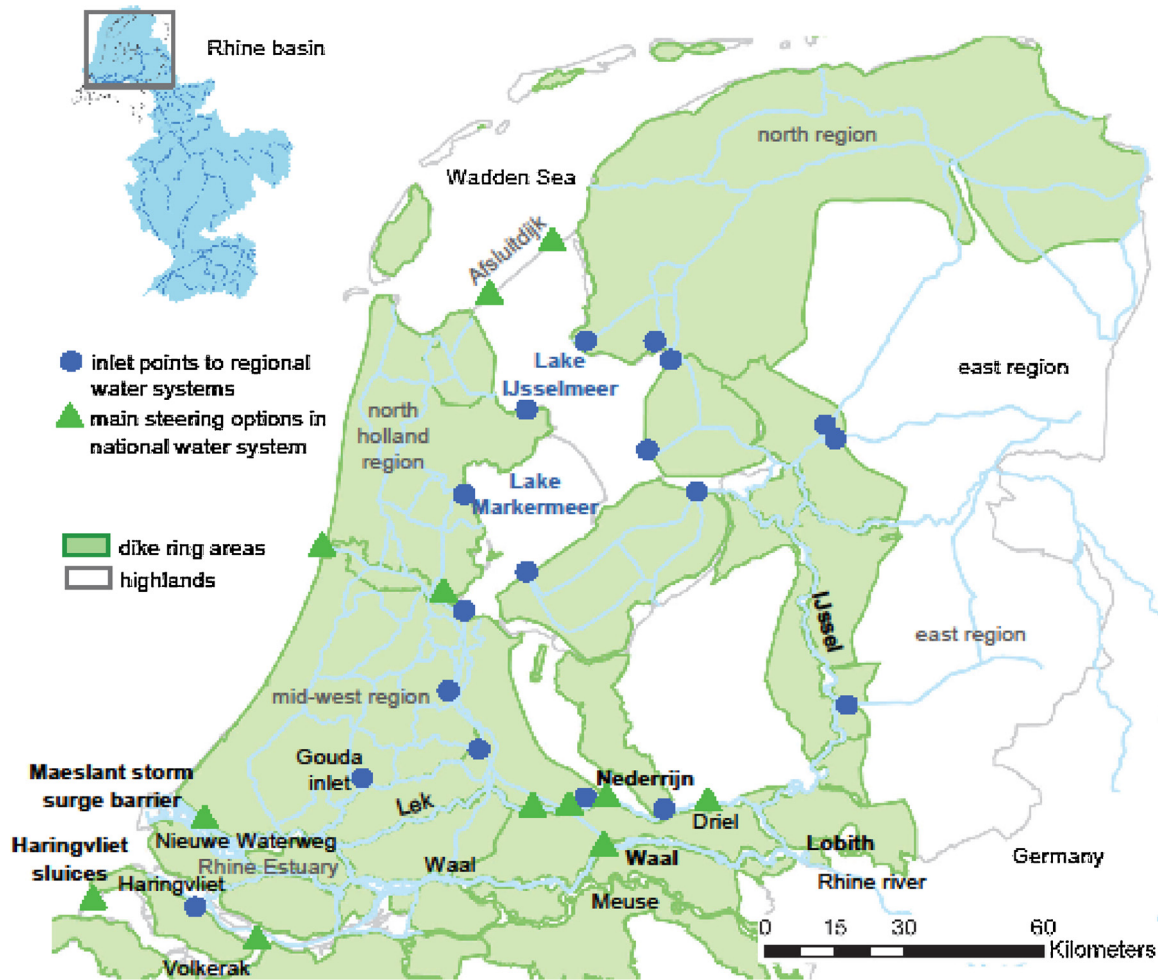 Rhine basin
north region
Wadden Sea
Afsluitdijk
inlet points to regional
water systems
main steering options in
national water system
Lake
IJsselmeer
east region
north
holland
region
Lake
Markermeer
dike ring areas
highlands
IJssel
east region
mid-west region
Gouda
inlet
Maeslant storm
surge barrier
Nederrijn
Lek
Driel
Haringvliet
sluices
Nieuwe Waterweg
Rhine Estuary
Waal
Waal
Lobith
Germany
Haringvliet
Rhine river
Meuse
0 15 30 60
Kilometers
Volkerak